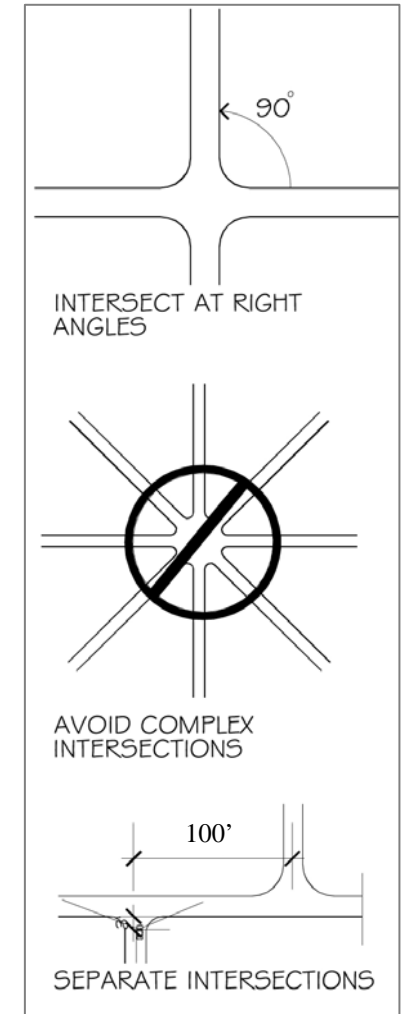 90°
INTERSECT AT RIGHT
ANGLES
AVOID COMPLEX
INTERSECTIONS
100'
SEPARATE INTERSECTIONS